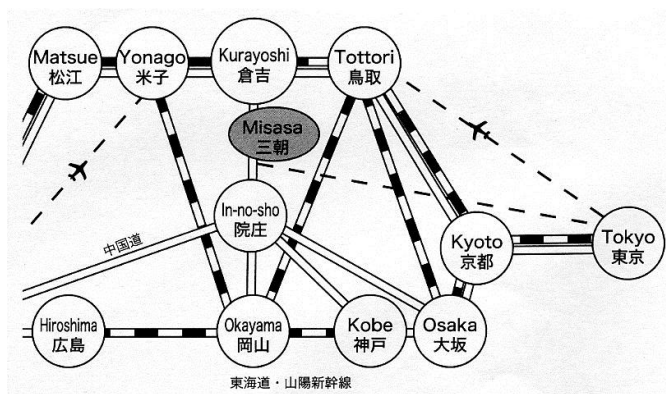 Matsue
松江
Yonago
米子
Kurayoshi
倉吉
Tottori
鳥取
Misasa
三朝
In-no-sho
院庄
中国道
Kyoto
京都
Tokyo
東京
Hiroshima
広島
Okayama
岡山
Kobe
神戸
Osaka
大坂
東海道・山陽新幹線